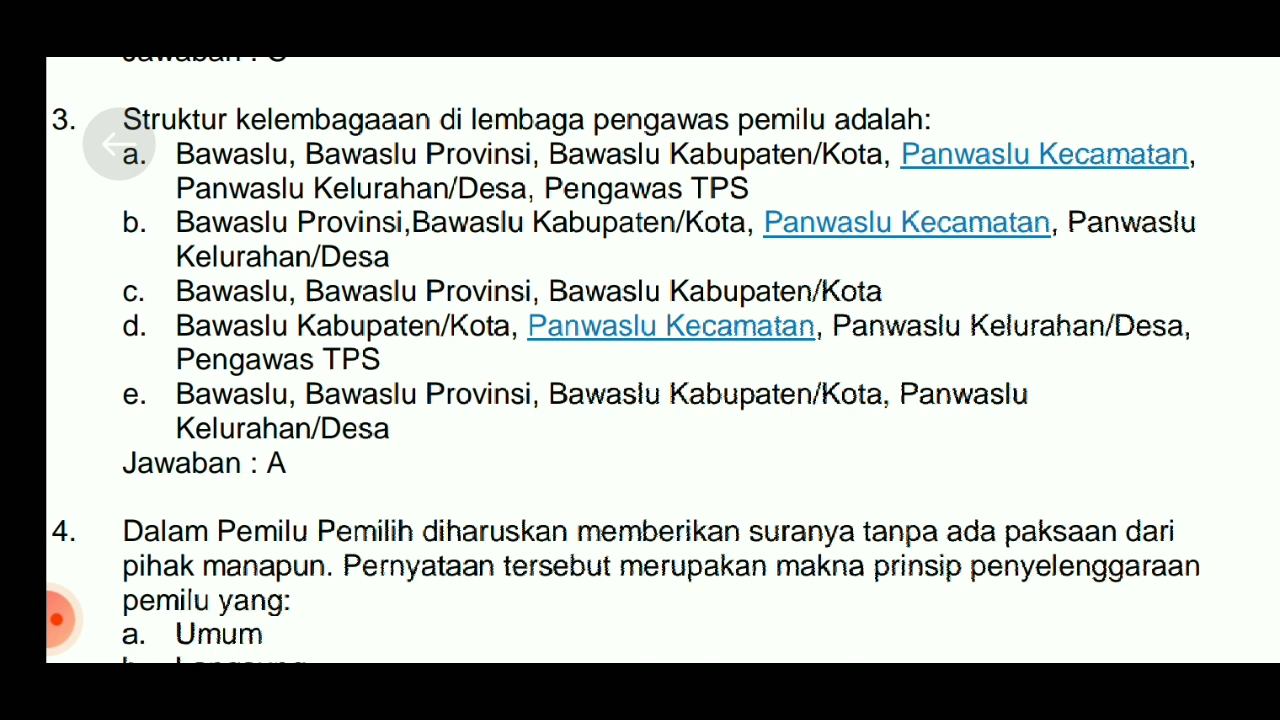 Jawaban : C
3. Struktur kelembagaaan di lembaga pengawas pemilu adalah:
a. Bawaslu, Bawaslu Provinsi, Bawaslu Kabupaten/Kota, Panwaslu Kecamatan,
Panwaslu Kelurahan/Desa, Pengawas TPS
b. Bawaslu Provinsi,Bawaslu Kabupaten/Kota, Panwaslu Kecamatan, Panwaslu
Kelurahan/Desa
c. Bawaslu, Bawaslu Provinsi, Bawaslu Kabupaten/Kota
d. Bawaslu Kabupaten/Kota, Panwaslu Kecamatan, Panwaslu Kelurahan/Desa,
Pengawas TPS
e. Bawaslu, Bawaslu Provinsi, Bawaslu Kabupaten/Kota, Panwaslu
Kelurahan/Desa
Jawaban : A
4. Dalam Pemilu Pemilih diharuskan memberikan suranya tanpa ada paksaan dari
pihak manapun. Pernyataan tersebut merupakan makna prinsip penyelenggaraan
pemilu yang:
a. Umum
b. Langsung